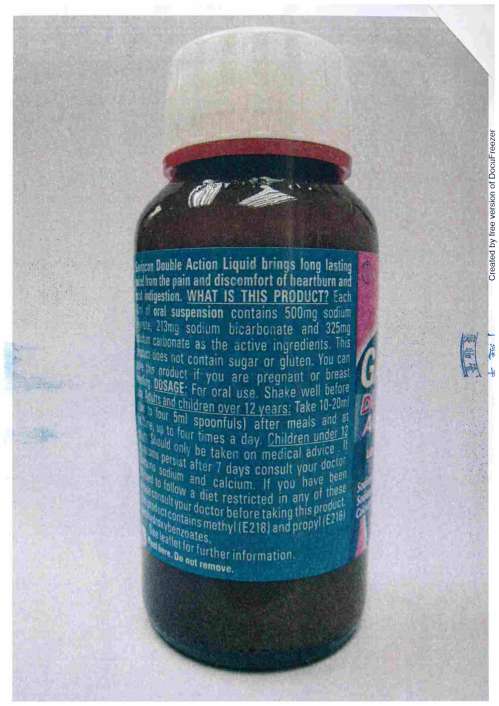 Gaviscon Double Action Liquid brings long lasting
from the pain and discomfort of heartburn and
indigestion. WHAT IS THIS PRODUCT? Each
of oral suspension contains 500mg sodium
213mg sodium bicarbonate and 325mg
carbonate as the active ingredients. This
product does not contain sugar or gluten. You can
this product if you are pregnant or breast
DOSAGE: For oral use. Shake well before
Adults and children over 12 years: Take 10-20ml
to four 5ml spoonfuls) after meals and at
up to four times a day. Children under 12
Should only be taken on medical advice. If
persist after 7 days consult your doctor.
sodium and calcium. If you have been
to follow a diet restricted in any of these
consult your doctor before taking this product.
product contains methyl (E218) and propyl (E216)
leaflet for further information.
here. Do not remove.
G
Created by free version of DocuFreezer